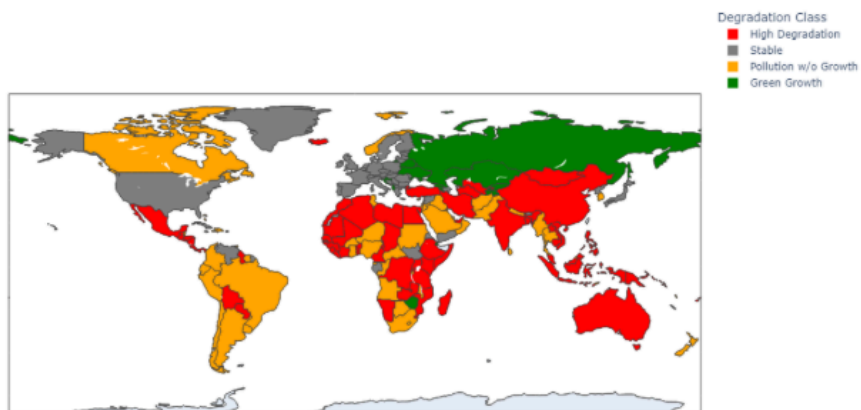 Degradation Class
High Degradation
Stable
Pollution w/o Growth
Green Growth